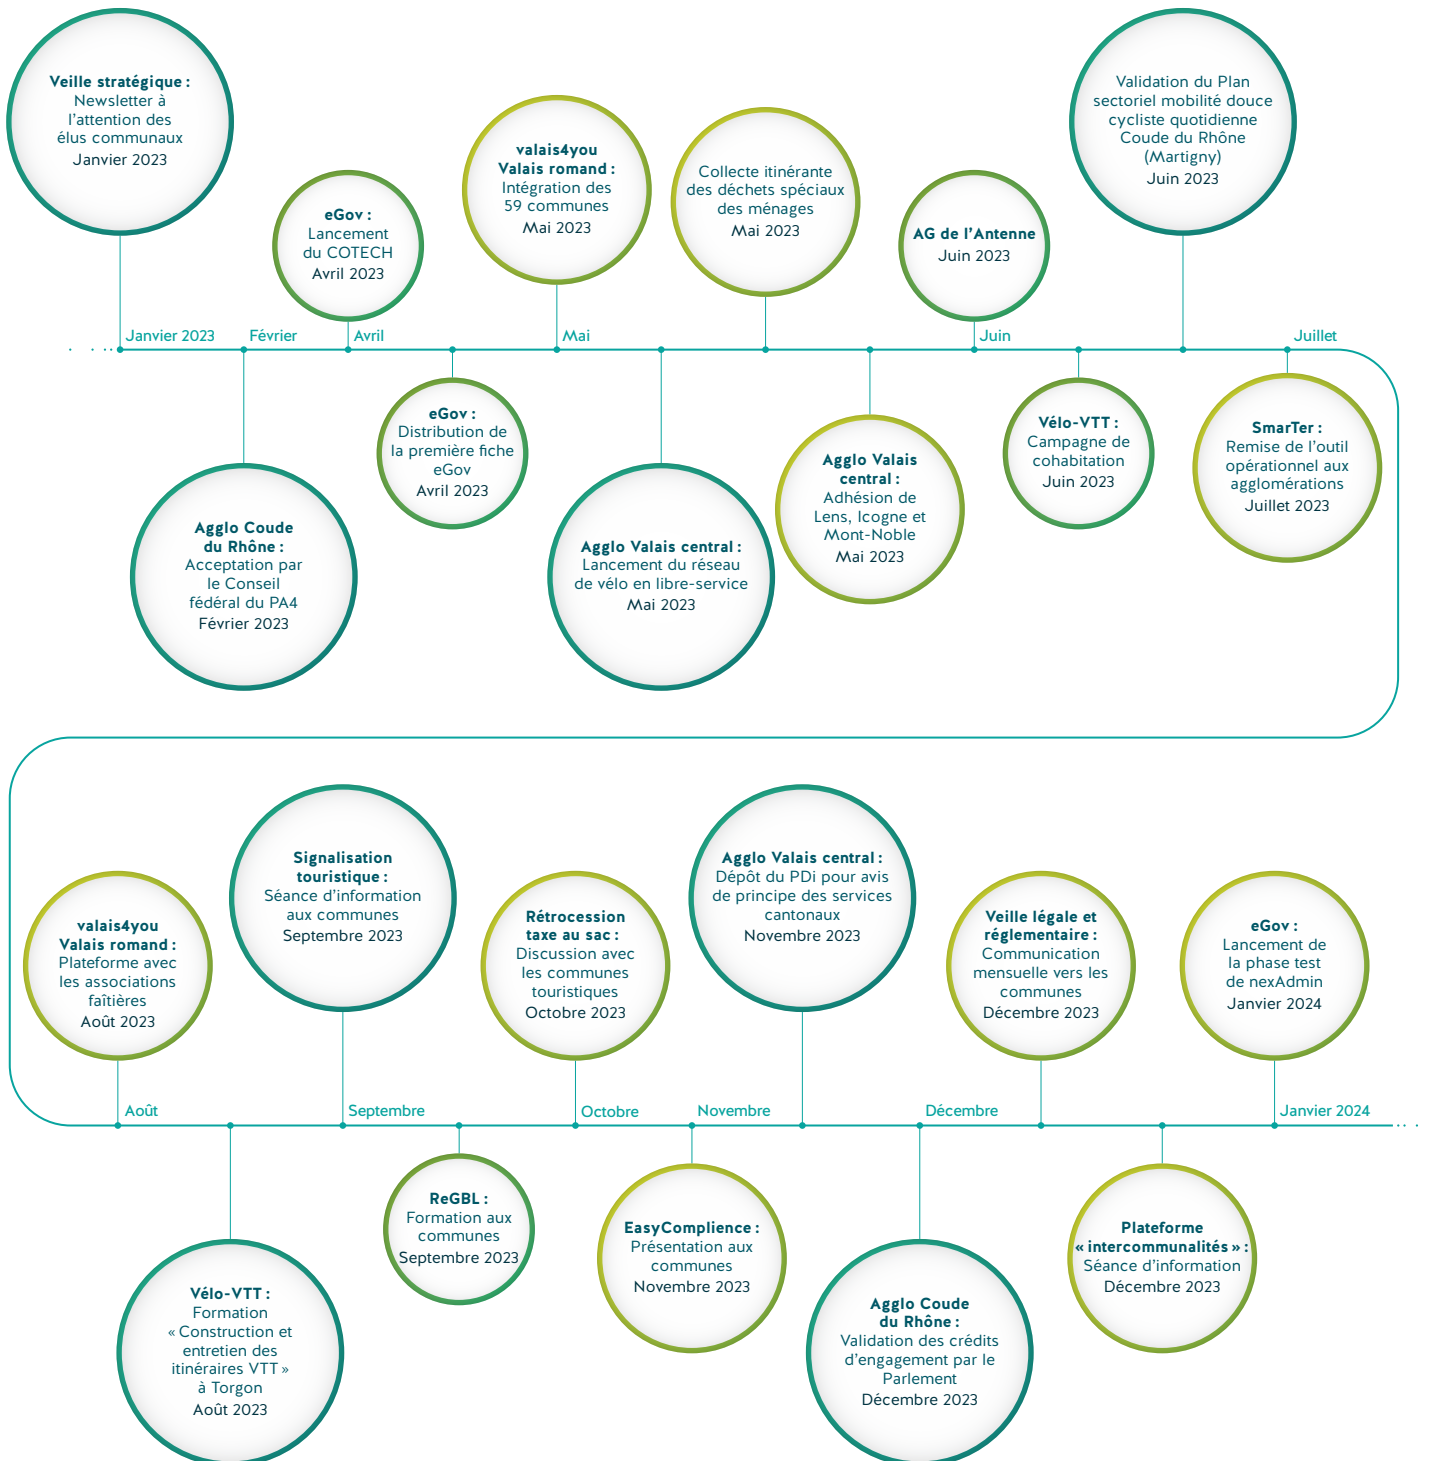 Veille stratégique :
Newsletter à
l’attention des
élus communaux
Janvier 2023
Janvier 2023
Agglo Coude
du Rhône :
Acceptation par
le Conseil
fédéral du PA4
Février 2023
Février
eGov :
Lancement
du COTECH
Avril 2023
Avril
eGov :
Distribution de
la première fiche
eGov
Avril 2023
valais4you
Valais romand :
Intégration des
59 communes
Mai 2023
Mai
Agglo Valais central :
Lancement du réseau
de vélo en libre-service
Mai 2023
Collecte itinérante
des déchets spéciaux
des ménages
Mai 2023
Agglo Valais
central :
Adhésion de
Lens, Icogne et
Mont-Noble
Mai 2023
AG de l’Antenne
Juin 2023
Juin
Vélo-VTT :
Campagne de
cohabitation
Juin 2023
Validation du Plan
sectoriel mobilité douce
cycliste quotidienne
Coude du Rhône
(Martigny)
Juin 2023
Juillet
SmarTer :
Remise de l’outil
opérationnel aux
agglomérations
Juillet 2023
valais4you
Valais romand :
Plateforme avec
les associations
faîtières
Août 2023
Août
Vélo-VTT :
Formation
« Construction et
entretien des
itinéraires VTT »
à Torgon
Août 2023
Signalisation
touristique :
Séance d’information
aux communes
Septembre 2023
Septembre
ReGBL :
Formation aux
communes
Septembre 2023
Rétrocession
taxe au sac :
Discussion avec
les communes
touristiques
Octobre 2023
Octobre
EasyComplience :
Présentation aux
communes
Novembre 2023
Novembre
Agglo Valais central :
Dépôt du PDi pour avis
de principe des services
cantonaux
Novembre 2023
Agglo Coude
du Rhône :
Validation des crédits
d’engagement par le
Parlement
Décembre 2023
Décembre
Veille légale et
réglementaire :
Communication
mensuelle vers les
communes
Décembre 2023
Plateforme
« intercommunalités » :
Séance d’information
Décembre 2023
eGov :
Lancement de
la phase test
de nexAdmin
Janvier 2024
Janvier 2024